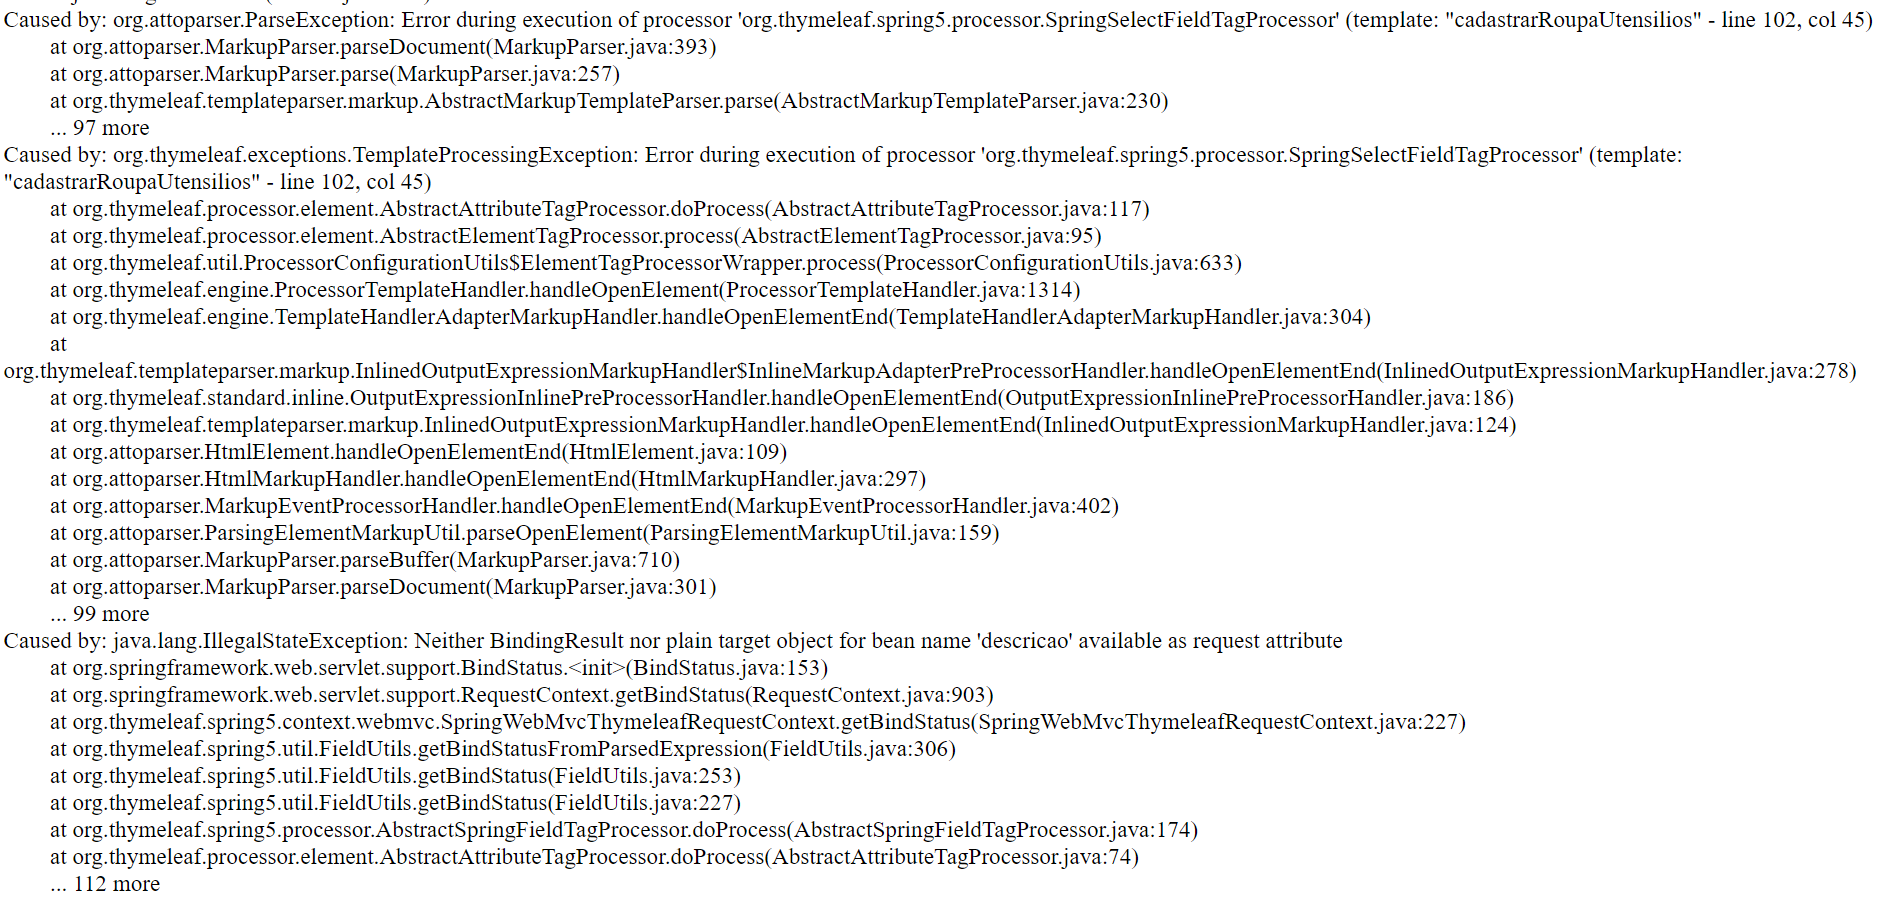 Caused by: org.attoparser.ParseException: Error during execution of processor 'org.thymeleaf.spring5.processor.SpringSelectFieldTagProcessor' (template: "cadastrarRoupaUtensilios" - line 102, col 45)
at org.attoparser.MarkupParser.parseDocument(MarkupParser.java:393)
at org.attoparser.MarkupParser.parse(MarkupParser.java:257)
at org.thymeleaf.templateparser.markup.AbstractMarkupTemplateParser.parse(AbstractMarkupTemplateParser.java:230)
... 97 more
Caused by: org.thymeleaf.exceptions.TemplateProcessingException: Error during execution of processor 'org.thymeleaf.spring5.processor.SpringSelectFieldTagProcessor' (template:
"cadastrarRoupaUtensilios" - line 102, col 45)
at org.thymeleaf.processor.element.AbstractAttributeTagProcessor.doProcess(AbstractAttributeTagProcessor.java:117)
at org.thymeleaf.processor.element.AbstractElementTagProcessor.process(AbstractElementTagProcessor.java:95)
at org.thymeleaf.util.ProcessorConfigurationUtils$ElementTagProcessorWrapper.process(ProcessorConfigurationUtils.java:633)
at org.thymeleaf.engine.ProcessorTemplateHandler.handleOpenElement(ProcessorTemplateHandler.java:1314)
at org.thymeleaf.engine.TemplateHandlerAdapterMarkupHandler.handleOpenElementEnd(TemplateHandlerAdapterMarkupHandler.java:304)
at
org.thymeleaf.templateparser.markup.InlinedOutputExpressionMarkupHandler$InlineMarkupAdapterPreProcessorHandler.handleOpenElementEnd(InlinedOutputExpressionMarkupHandler.java:278)
at org.thymeleaf.standard.inline.OutputExpressionInlinePreProcessorHandler.handleOpenElementEnd(OutputExpressionInlinePreProcessorHandler.java:186)
at org.thymeleaf.templateparser.markup.InlinedOutputExpressionMarkupHandler.handleOpenElementEnd(InlinedOutputExpressionMarkupHandler.java:124)
at org.attoparser.HtmlElement.handleOpenElementEnd(HtmlElement.java:109)
at org.attoparser.HtmlMarkupHandler.handleOpenElementEnd(HtmlMarkupHandler.java:297)
at org.attoparser.MarkupEventProcessorHandler.handleOpenElementEnd(MarkupEventProcessorHandler.java:402)
at org.attoparser.ParsingElementMarkupUtil.parseOpenElement(ParsingElementMarkupUtil.java:159)
at org.attoparser.MarkupParser.parseBuffer(MarkupParser.java:710)
at org.attoparser.MarkupParser.parseDocument(MarkupParser.java:301)
... 99 more
Caused by: java.lang.IllegalStateException: Neither BindingResult nor plain target object for bean name 'descricao' available as request attribute
at org.springframework.web.servlet.support.BindStatus.<init>(BindStatus.java:153)
at org.springframework.web.servlet.support.RequestContext.getBindStatus(RequestContext.java:903)
at org.thymeleaf.spring5.context.webmvc.SpringWebMvcThymeleafRequestContext.getBindStatus(SpringWebMvcThymeleafRequestContext.java:227)
at org.thymeleaf.spring5.util.FieldUtils.getBindStatusFromParsedExpression(FieldUtils.java:306)
at org.thymeleaf.spring5.util.FieldUtils.getBindStatus(FieldUtils.java:253)
at org.thymeleaf.spring5.util.FieldUtils.getBindStatus(FieldUtils.java:227)
at org.thymeleaf.spring5.processor.AbstractSpringFieldTagProcessor.doProcess(AbstractSpringFieldTagProcessor.java:174)
at org.thymeleaf.processor.element.AbstractAttributeTagProcessor.doProcess(AbstractAttributeTagProcessor.java:74)
... 112 more